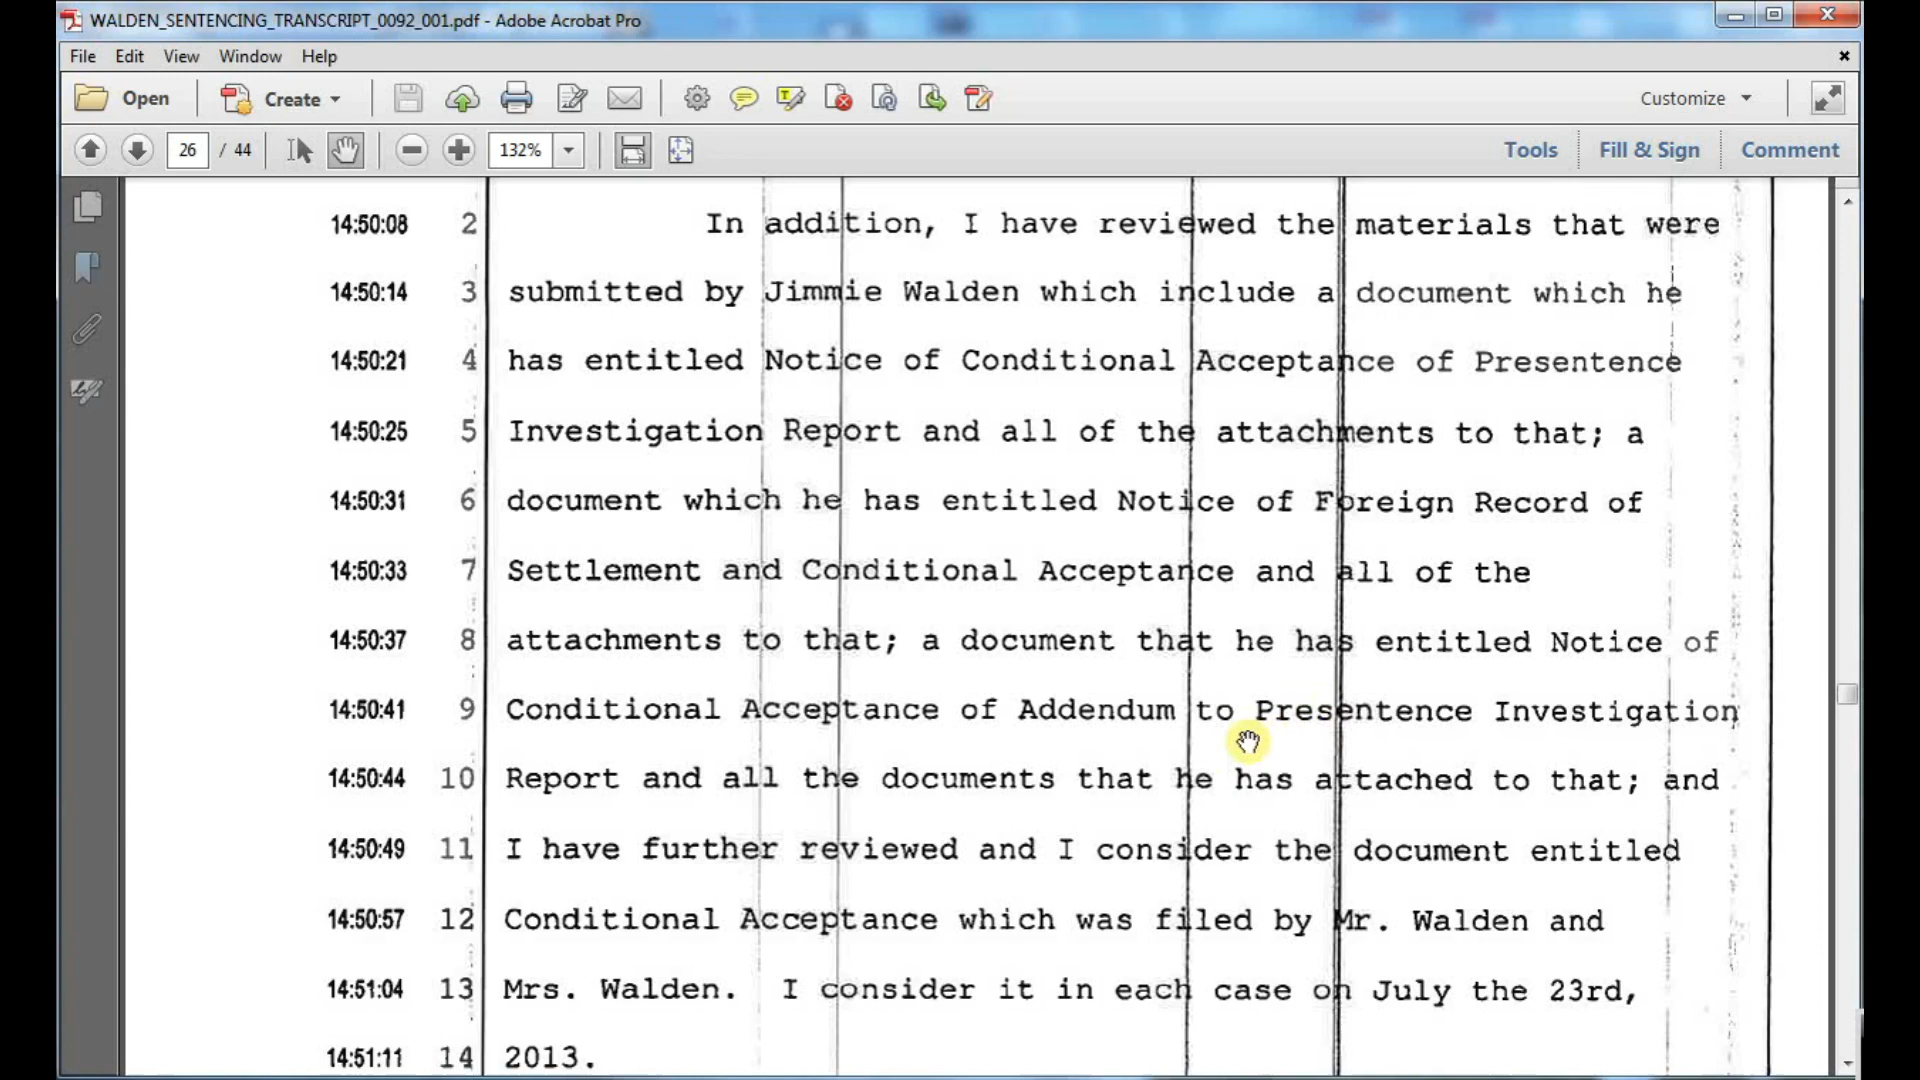 WALDEN_SENTENCING_TRANSCRIPT_0092_001.pdf - Adobe Acrobat Pro
File Edit View Window Help
Open Create Customize
26 / 44 132% Tools Fill & Sign Comment
14:50:08 2 In addition, I have reviewed the materials that were
14:50:14 3 submitted by Jimmie Walden which include a document which he
14:50:21 4 has entitled Notice of Conditional Acceptance of Presentence
14:50:25 5 Investigation Report and all of the attachments to that; a
14:50:31 6 document which he has entitled Notice of Foreign Record of
14:50:33 7 Settlement and Conditional Acceptance and all of the
14:50:37 8 attachments to that; a document that he has entitled Notice of
14:50:41 9 Conditional Acceptance of Addendum to Presentence Investigation
14:50:44 10 Report and all the documents that he has attached to that; and
14:50:49 11 I have further reviewed and I consider the document entitled
14:50:57 12 Conditional Acceptance which was filed by Mr. Walden and
14:51:04 13 Mrs. Walden. I consider it in each case on July the 23rd,
14:51:11 14 2013.